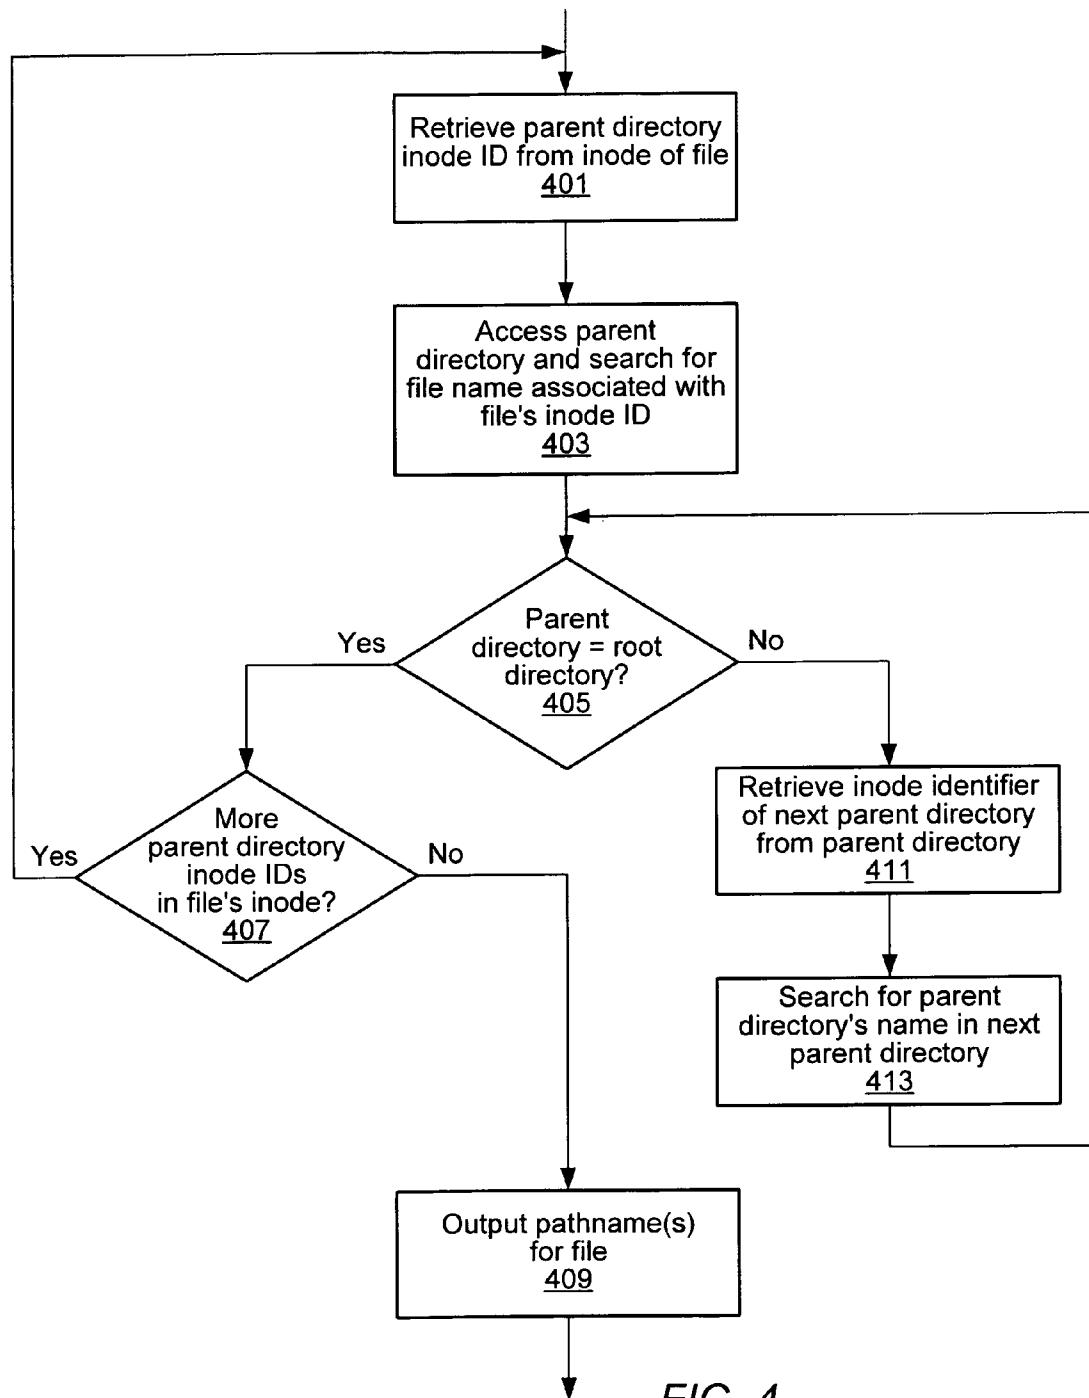 Retrieve parent directory
inode ID from inode of file
401
Access parent
directory and search for
file name associated with
file's inode ID
403
Parent
directory = root
directory?
405
Yes
No
More
parent directory
inode IDs
in file's inode?
407
Yes
No
Retrieve inode identifier
of next parent directory
from parent directory
411
Search for parent
directory's name in next
parent directory
413
Output pathname(s)
for file
409
FIG. 4